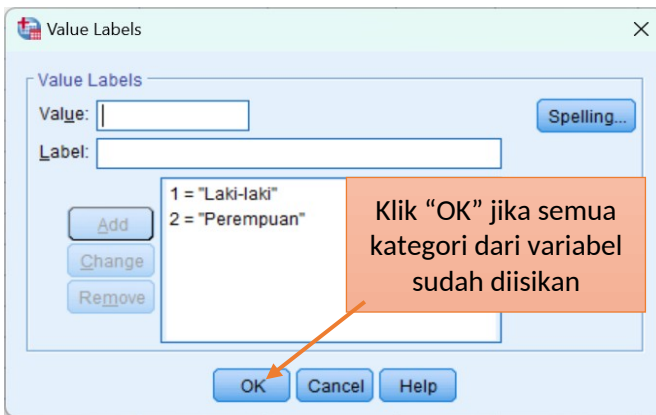 Value Labels
Value Labels
Value:
Spelling...
Label:
1 = "Laki-laki"
2 = "Perempuan"
Add
Change
Remove
Klik “OK” jika semua
kategori dari variabel
sudah diisikan
OK
Cancel
Help